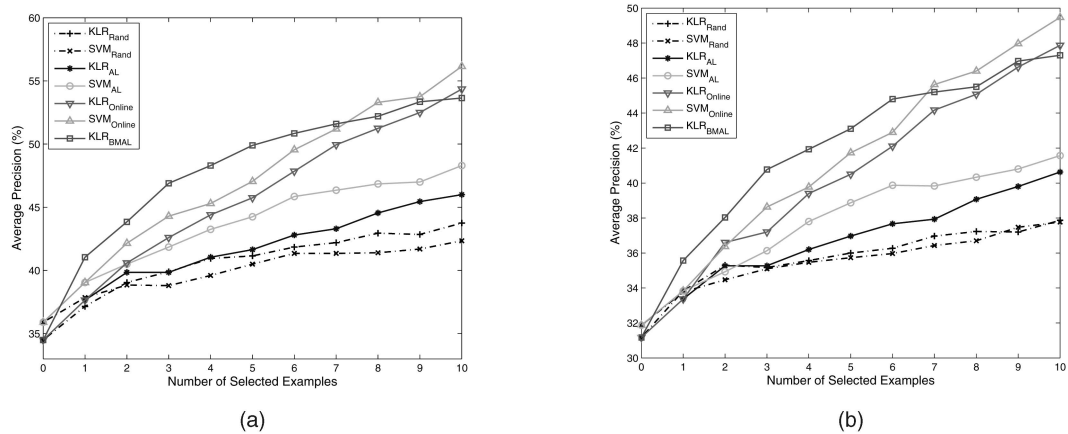 60
55
50
45
40
35
Average Precision (%)
KLR_Rand
SVM_Rand
KLR_AL
SVM_AL
KLR_Online
SVM_Online
KLR_BMAL
0 1 2 3 4 5 6 7 8 9 10
Number of Selected Examples
(a)
50
48
46
44
42
40
38
36
34
32
30
Average Precision (%)
KLR_Rand
SVM_Rand
KLR_AL
SVM_AL
KLR_Online
SVM_Online
KLR_BMAL
0 1 2 3 4 5 6 7 8 9 10
Number of Selected Examples
(b)